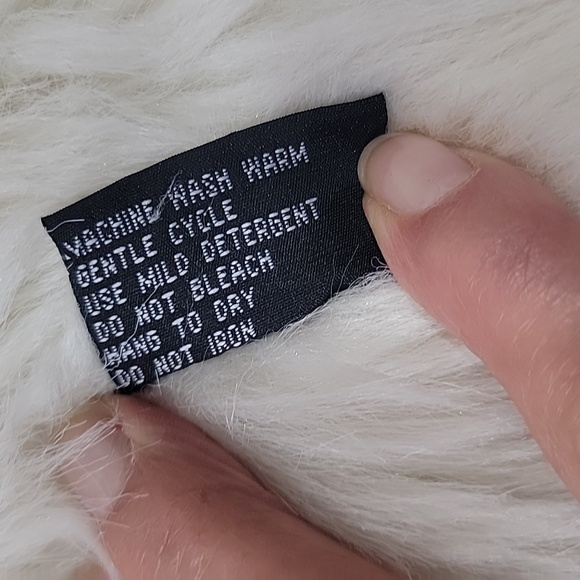 MACHINE WASH WARM
GENTLE CYCLE
USE MILD DETERGENT
DO NOT BLEACH
HANG TO DRY
DO NOT IRON